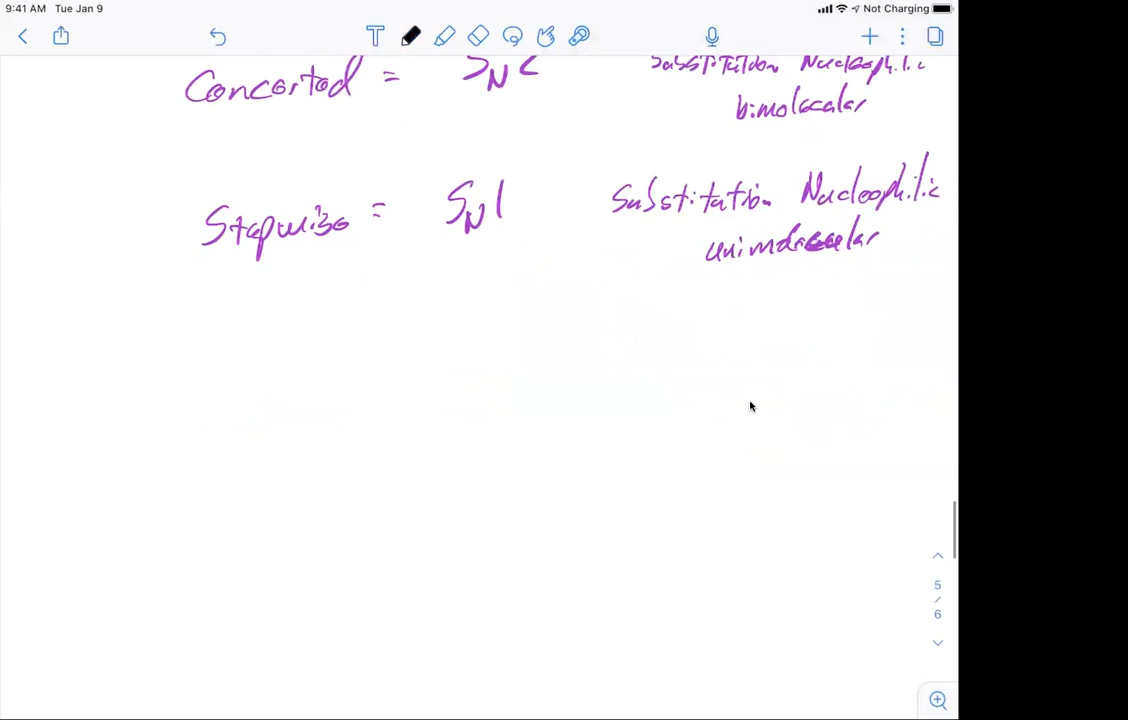 9:41 AM Tue Jan 9
Not Charging
Concerted = SN2 Substitution Nucleophilic
bimolecular
Stepwise = SN1 Substitution Nucleophilic
unimolecular
5
/
6